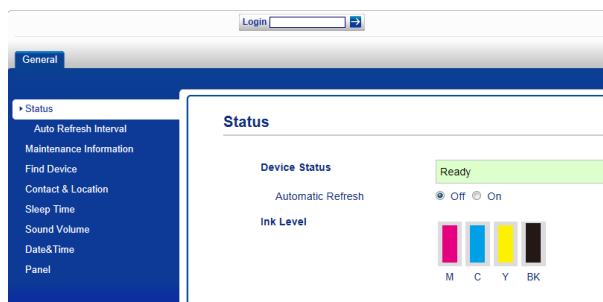 Login
General
Status
Auto Refresh Interval
Maintenance Information
Find Device
Contact & Location
Sleep Time
Sound Volume
Date&Time
Panel
Status
Device Status Ready
Automatic Refresh Off On
Ink Level
M C Y BK